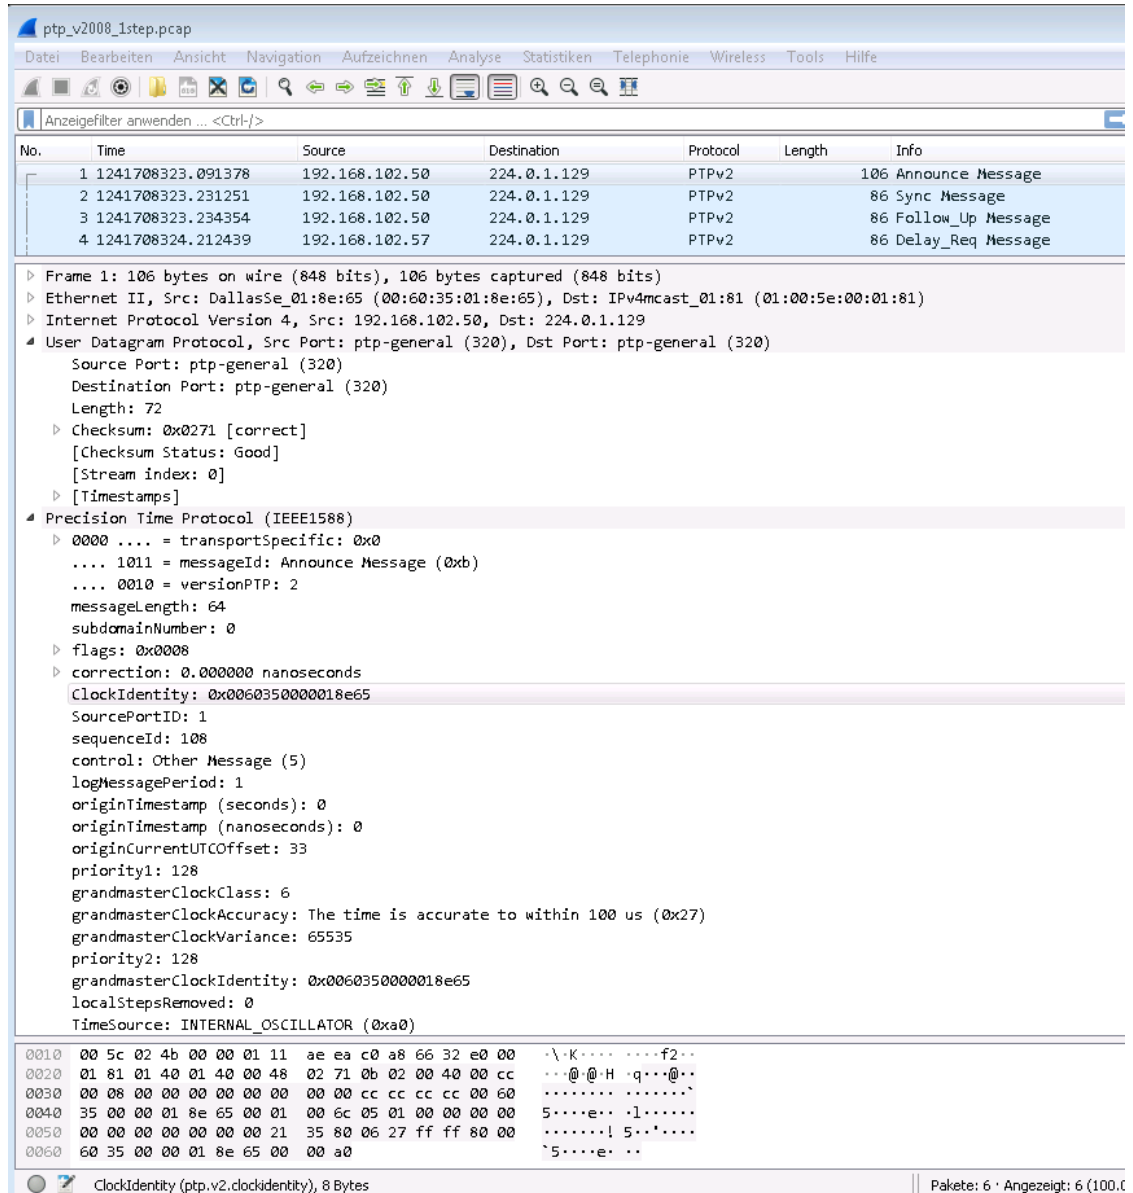 ptp_v2008_1step.pcap
Datei Bearbeiten Ansicht Navigation Aufzeichnen Analyse Statistiken Telephonie Wireless Tools Hilfe
Anzeigefilter anwenden ... <Ctrl-/>
No. Time Source Destination Protocol Length Info
1 1241708323.091378 192.168.102.50 224.0.1.129 PTPv2 106 Announce Message
2 1241708323.231251 192.168.102.50 224.0.1.129 PTPv2 86 Sync Message
3 1241708323.234354 192.168.102.50 224.0.1.129 PTPv2 86 Follow_Up Message
4 1241708324.212439 192.168.102.57 224.0.1.129 PTPv2 86 Delay_Req Message
Frame 1: 106 bytes on wire (848 bits), 106 bytes captured (848 bits)
Ethernet II, Src: DallasSe_01:8e:65 (00:60:35:01:8e:65), Dst: IPv4mcast_01:81 (01:00:5e:00:01:81)
Internet Protocol Version 4, Src: 192.168.102.50, Dst: 224.0.1.129
User Datagram Protocol, Src Port: ptp-general (320), Dst Port: ptp-general (320)
Source Port: ptp-general (320)
Destination Port: ptp-general (320)
Length: 72
Checksum: 0x0271 [correct]
[Checksum Status: Good]
[Stream index: 0]
[Timestamps]
Precision Time Protocol (IEEE1588)
0000 .... = transportSpecific: 0x0
.... 1011 = messageId: Announce Message (0xb)
.... 0010 = versionPTP: 2
messageLength: 64
subdomainNumber: 0
flags: 0x0008
correction: 0.000000 nanoseconds
ClockIdentity: 0x0060350000018e65
SourcePortID: 1
sequenceId: 108
control: Other Message (5)
logMessagePeriod: 1
originTimestamp (seconds): 0
originTimestamp (nanoseconds): 0
originCurrentUTCOffset: 33
priority1: 128
grandmasterClockClass: 6
grandmasterClockAccuracy: The time is accurate to within 100 us (0x27)
grandmasterClockVariance: 65535
priority2: 128
grandmasterClockIdentity: 0x0060350000018e65
localStepsRemoved: 0
TimeSource: INTERNAL_OSCILLATOR (0xa0)
0010 00 5c 02 4b 00 00 01 11 ae ea c0 a8 66 32 e0 00 ·\·K···· ····f2··
0020 01 81 01 40 01 40 00 48 02 71 0b 02 00 40 00 cc ···@·@·H ·q···@··
0030 00 08 00 00 00 00 00 00 00 00 cc cc cc cc 00 60 ········ ·······`
0040 35 00 00 01 8e 65 00 01 00 6c 05 01 00 00 00 00 5····e·· ·l······
0050 00 00 00 00 00 00 00 21 35 80 06 27 ff ff 80 00 ·······! 5··'····
0060 60 35 00 00 01 8e 65 00 00 a0 `5····e· ··
ClockIdentity (ptp.v2.clockidentity), 8 Bytes Pakete: 6 · Angezeigt: 6 (100.0